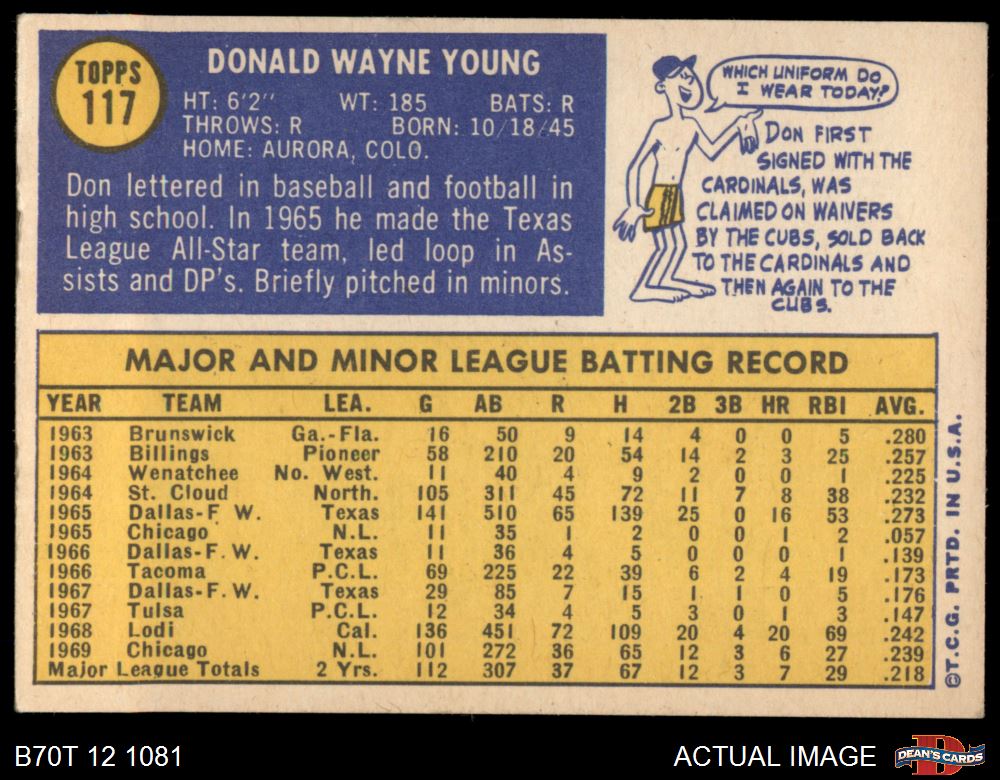 TOPPS
117
DONALD WAYNE YOUNG
HT: 6'2" WT: 185 BATS: R
THROWS: R BORN: 10/18/45
HOME: AURORA, COLO.
Don lettered in baseball and football in
high school. In 1965 he made the Texas
League All-Star team, led loop in As-
sists and DP's. Briefly pitched in minors.
WHICH UNIFORM DO
I WEAR TODAY?
DON FIRST
SIGNED WITH THE
CARDINALS, WAS
CLAIMED ON WAIVERS
BY THE CUBS, SOLD BACK
TO THE CARDINALS AND
THEN AGAIN TO THE
CUBS.
MAJOR AND MINOR LEAGUE BATTING RECORD
YEAR TEAM LEA. G AB R H 2B 3B HR RBI AVG.
1963 Brunswick Ga.-Fla. 16 50 9 14 4 0 0 5 .280
1963 Billings Pioneer 58 210 20 54 14 2 3 25 .257
1964 Wenatchee No. West. 11 40 4 9 2 0 0 1 .225
1964 St. Cloud North. 105 311 45 72 11 7 8 38 .232
1965 Dallas-F W. Texas 141 510 65 139 25 0 16 53 .273
1965 Chicago N.L. 11 35 1 2 0 0 1 2 .057
1966 Dallas-F.W. Texas 11 36 4 5 0 0 0 1 .139
1966 Tacoma P.C.L. 69 225 22 39 6 2 4 19 .173
1967 Dallas-F.W. Texas 29 85 7 15 1 1 0 5 .176
1967 Tulsa P.C.L. 12 34 4 5 3 0 1 3 .147
1968 Lodi Cal. 136 451 72 109 20 4 20 69 .242
1969 Chicago N.L. 101 272 36 65 12 3 6 27 .239
Major League Totals 2 Yrs. 112 307 37 67 12 3 7 29 .218
©T.C.G. PRTD. IN U.S.A.
B70T 12 1081
ACTUAL IMAGE
D
DEAN'S CARDS